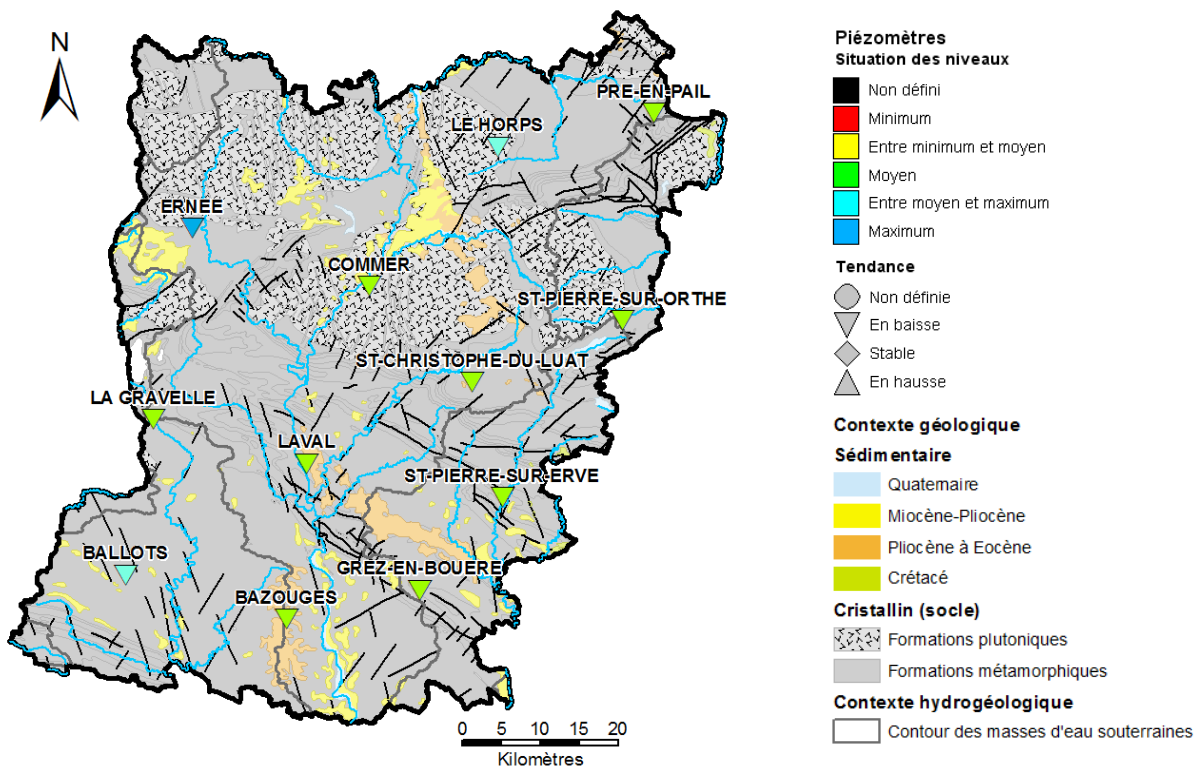 N
PRE-EN-PAIL
LE HORPS
ERNEE
COMMER
ST-PIERRE-SUR-ORTHE
ST-CHRISTOPHE-DU-LUAT
LA GRAVELLE
LAVAL
ST-PIERRE-SUR-ERVE
BALLOTS
GREZ-EN-BOUERE
BAZOUGES
0 5 10 15 20
Kilomètres
Piézomètres
Situation des niveaux
Non défini
Minimum
Entre minimum et moyen
Moyen
Entre moyen et maximum
Maximum
Tendance
Non définie
En baisse
Stable
En hausse
Contexte géologique
Sédimentaire
Quaternaire
Miocène-Pliocène
Pliocène à Eocène
Crétacé
Cristallin (socle)
Formations plutoniques
Formations métamorphiques
Contexte hydrogéologique
Contour des masses d'eau souterraines